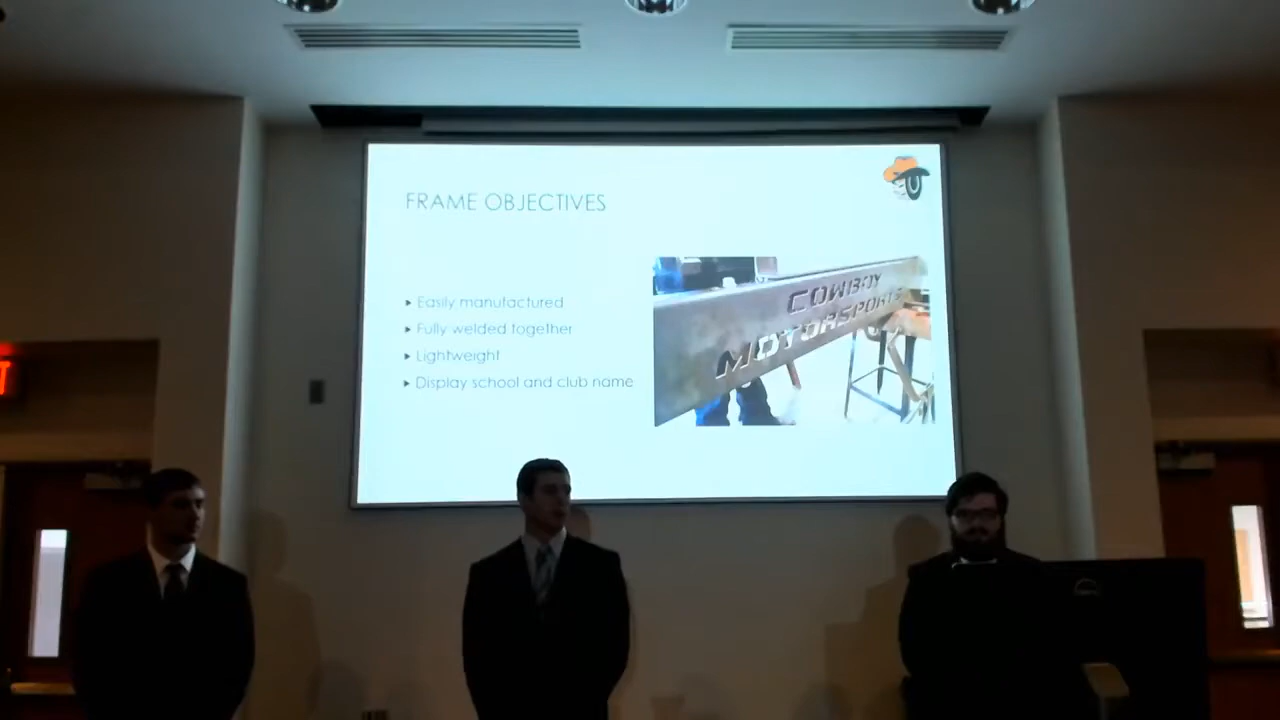 FRAME OBJECTIVES
Easily manufactured
Fully welded together
Lightweight
Display school and club name
COWBOY
MOTORSPORTS
T